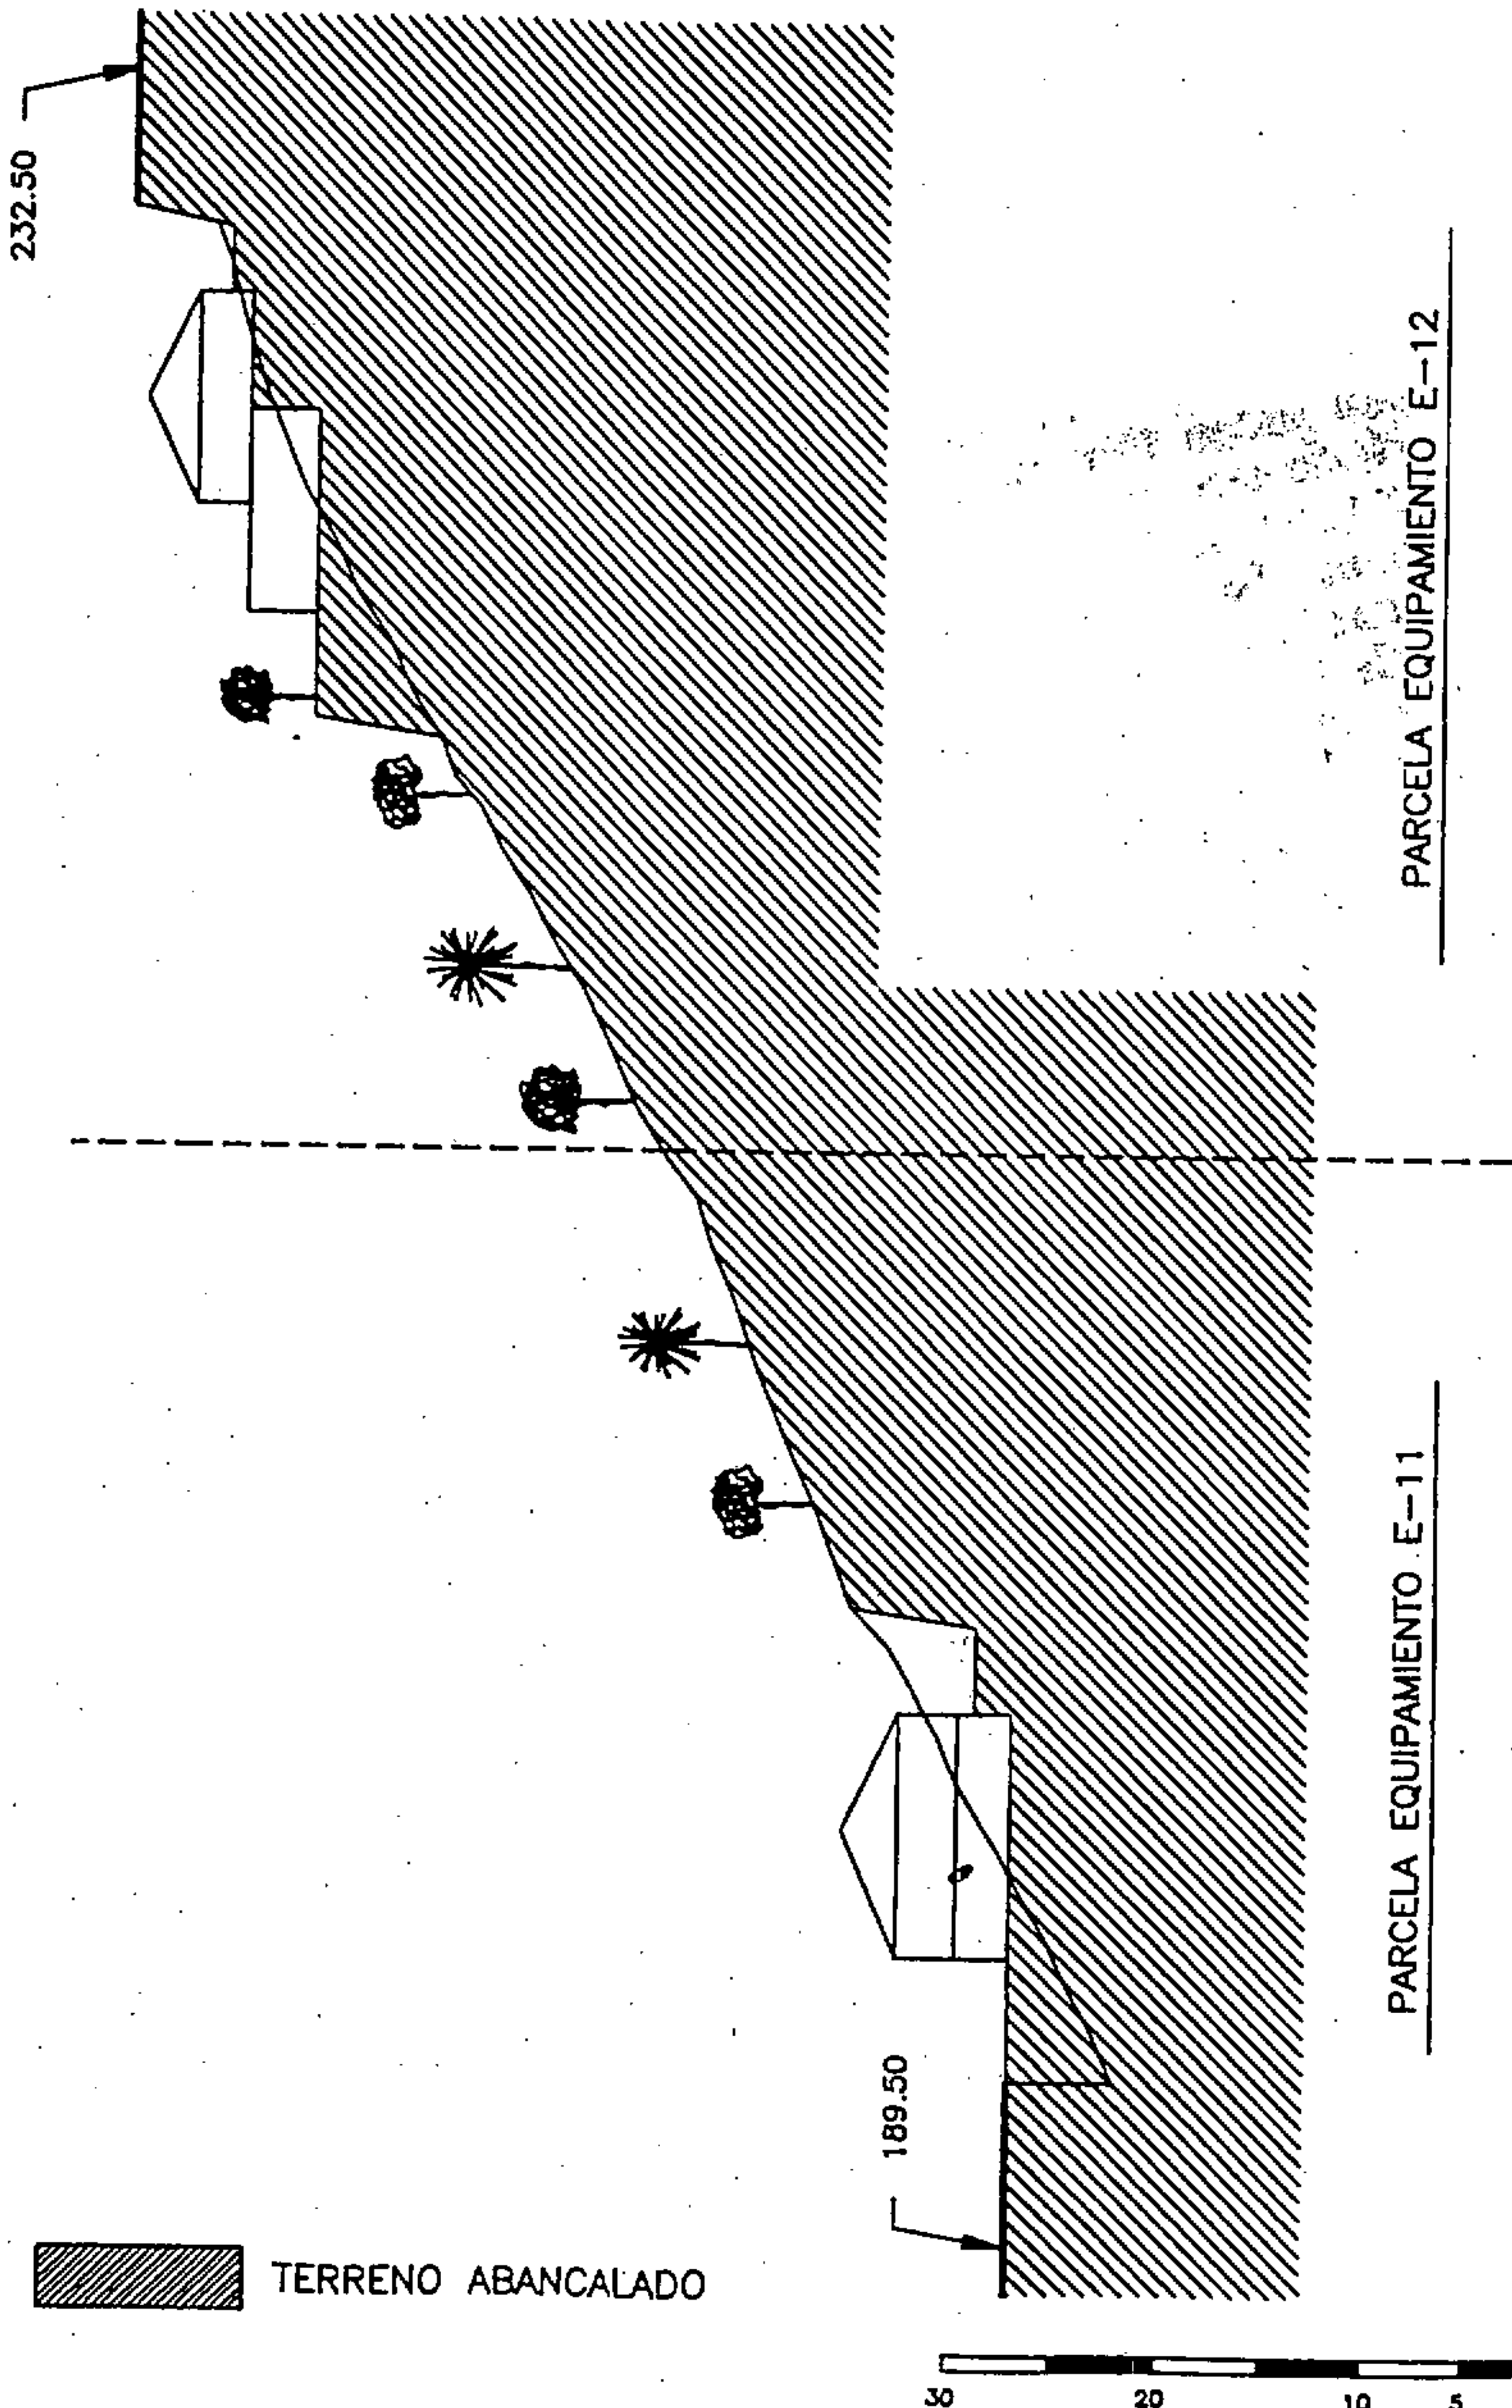 232.50
189.50
TERRENO ABANCALADO
PARCELA EQUIPAMIENTO E-11
PARCELA EQUIPAMIENTO E-12
30 20 10 5